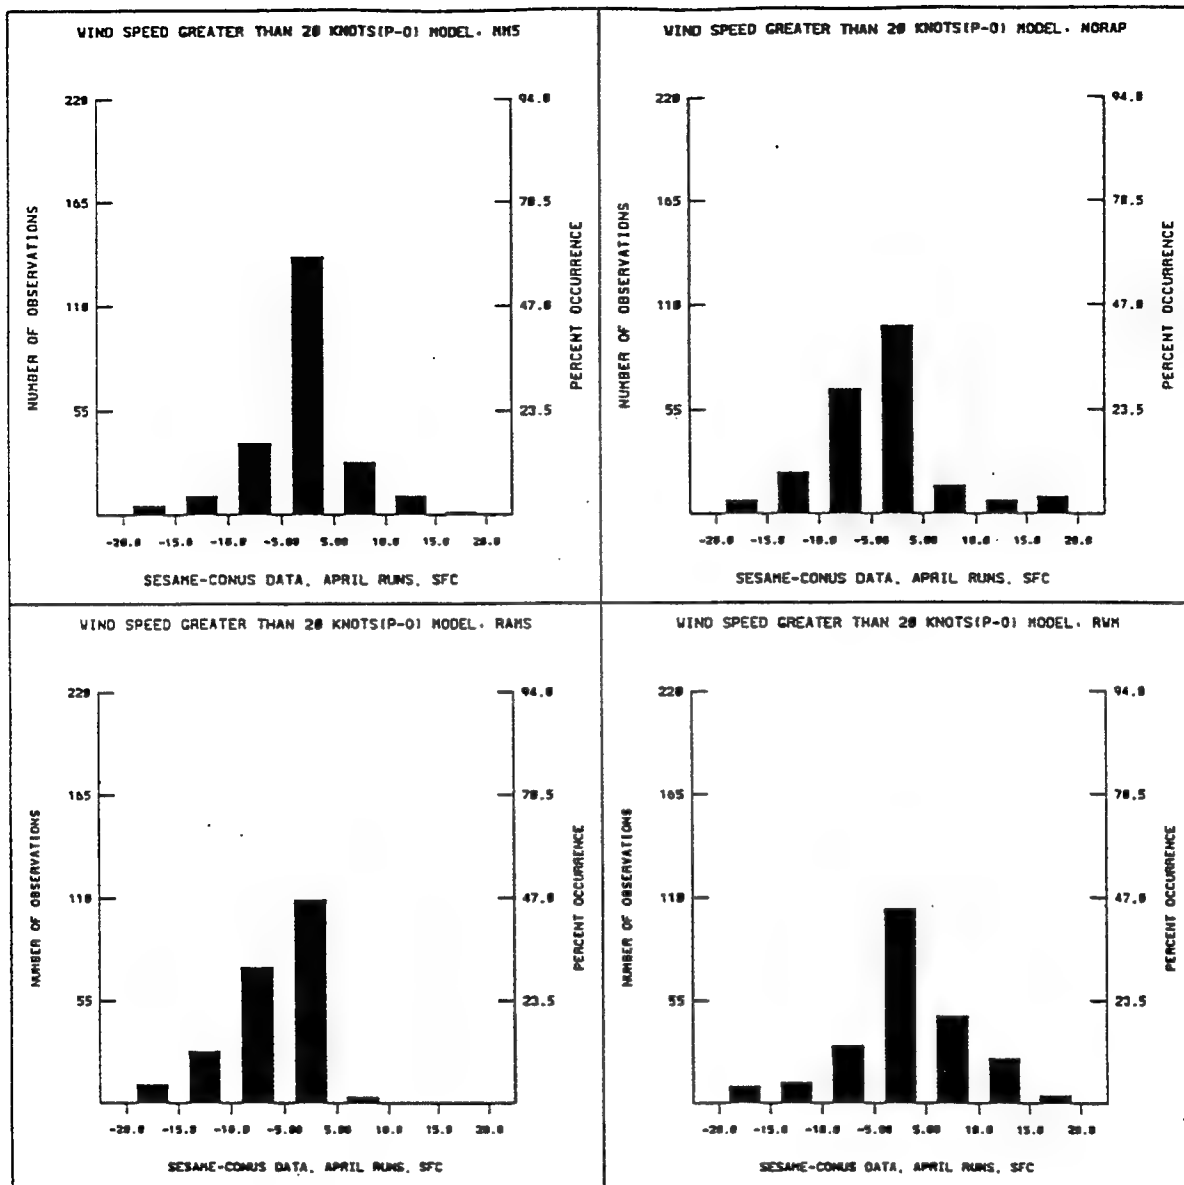 WIND SPEED GREATER THAN 20 KNOTS(P-O) MODEL. MM5
220
165
110
55
94.0
70.5
47.0
23.5
NUMBER OF OBSERVATIONS
PERCENT OCCURRENCE
-20.0 -15.0 -10.0 -5.00 5.00 10.0 15.0 20.0
SESAME-CONUS DATA, APRIL RUNS, SFC
WIND SPEED GREATER THAN 20 KNOTS(P-O) MODEL. NORAP
220
165
110
55
94.0
70.5
47.0
23.5
NUMBER OF OBSERVATIONS
PERCENT OCCURRENCE
-20.0 -15.0 -10.0 -5.00 5.00 10.0 15.0 20.0
SESAME-CONUS DATA, APRIL RUNS, SFC
WIND SPEED GREATER THAN 20 KNOTS(P-O) MODEL. RAMS
220
165
110
55
94.0
70.5
47.0
23.5
NUMBER OF OBSERVATIONS
PERCENT OCCURRENCE
-20.0 -15.0 -10.0 -5.00 5.00 10.0 15.0 20.0
SESAME-CONUS DATA, APRIL RUNS, SFC
WIND SPEED GREATER THAN 20 KNOTS(P-O) MODEL. RWM
220
165
110
55
94.0
70.5
47.0
23.5
NUMBER OF OBSERVATIONS
PERCENT OCCURRENCE
-20.0 -15.0 -10.0 -5.00 5.00 10.0 15.0 20.0
SESAME-CONUS DATA, APRIL RUNS, SFC